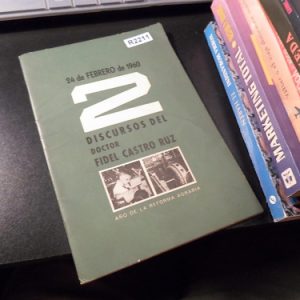 R2211
24 de FEBRERO de 1960
2
DISCURSOS DEL
DOCTOR
FIDEL CASTRO RUZ
AÑO DE LA REFORMA AGRARIA
MARKETING TOTAL